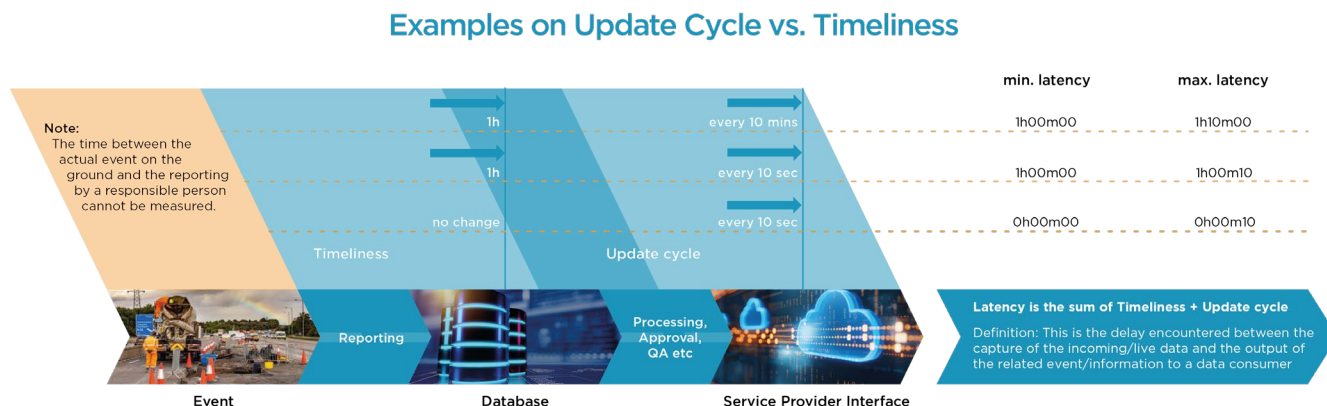 Examples on Update Cycle vs. Timeliness
min. latency
max. latency
Note:
The time between the
actual event on the
ground and the reporting
by a responsible person
cannot be measured.
1h
every 10 mins
1h00m00
1h10m00
1h
every 10 sec
1h00m00
1h00m10
no change
every 10 sec
0h00m00
0h00m10
Timeliness
Update cycle
Reporting
Processing,
Approval,
QA etc
Latency is the sum of Timeliness + Update cycle
Definition: This is the delay encountered between the
capture of the incoming/live data and the output of
the related event/information to a data consumer
Event
Database
Service Provider Interface